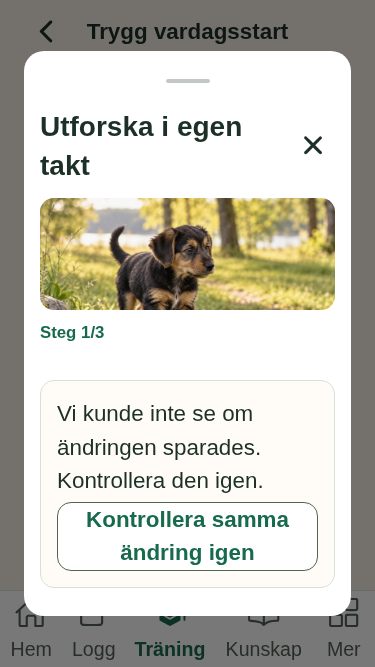 Trygg vardagsstart
Utforska i egen
takt
Steg 1/3
Vi kunde inte se om
ändringen sparades.
Kontrollera den igen.
Kontrollera samma
ändring igen
Hem Logg Träning Kunskap Mer